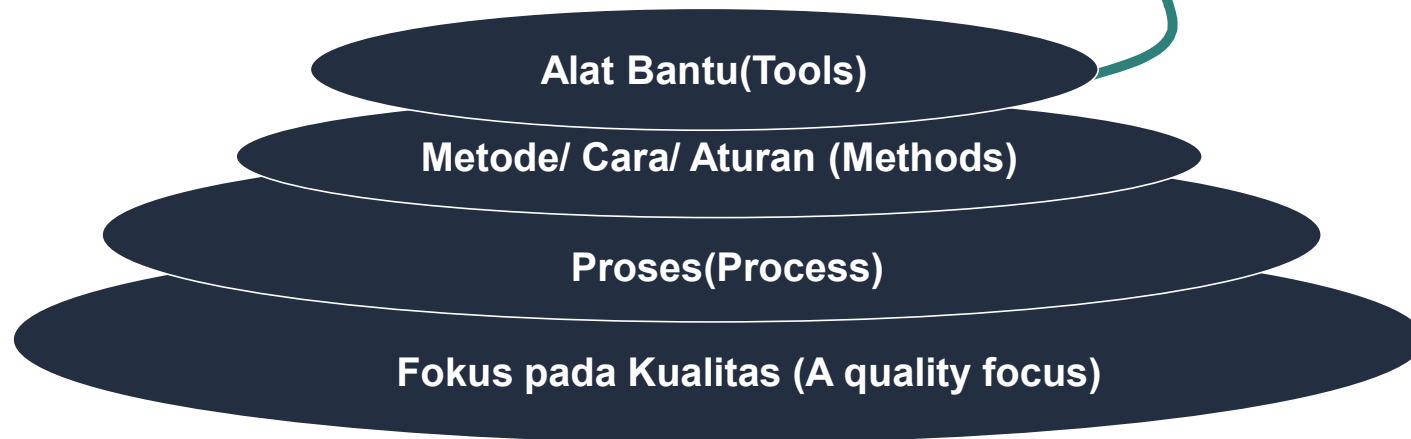 Alat Bantu(Tools)
Metode/ Cara/ Aturan (Methods)
Proses(Process)
Fokus pada Kualitas (A quality focus)